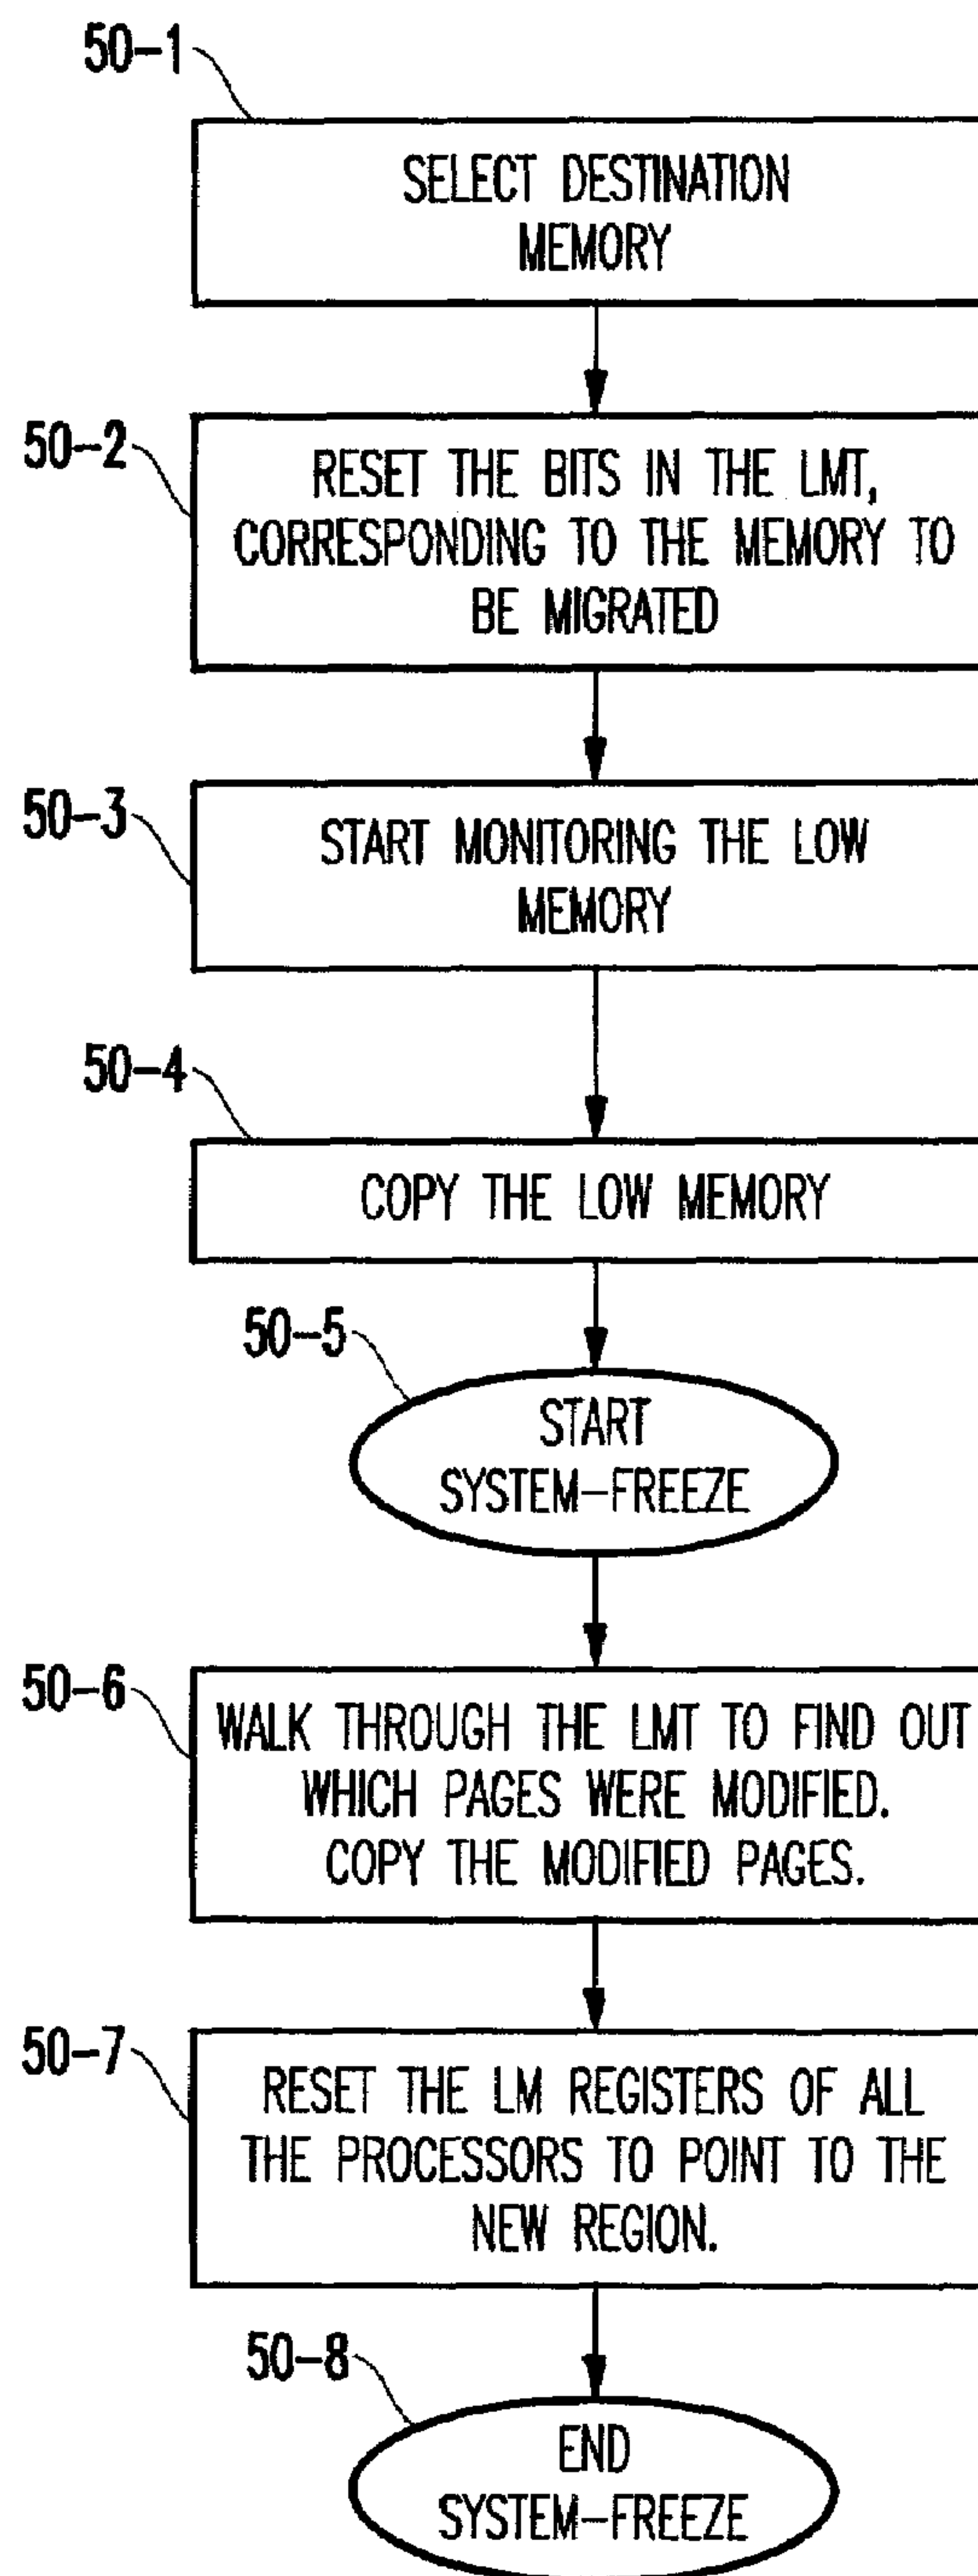 50-1
SELECT DESTINATION
MEMORY
50-2
RESET THE BITS IN THE LMT,
CORRESPONDING TO THE MEMORY TO
BE MIGRATED
50-3
START MONITORING THE LOW
MEMORY
50-4
COPY THE LOW MEMORY
50-5
START
SYSTEM-FREEZE
50-6
WALK THROUGH THE LMT TO FIND OUT
WHICH PAGES WERE MODIFIED.
COPY THE MODIFIED PAGES.
50-7
RESET THE LM REGISTERS OF ALL
THE PROCESSORS TO POINT TO THE
NEW REGION.
50-8
END
SYSTEM-FREEZE